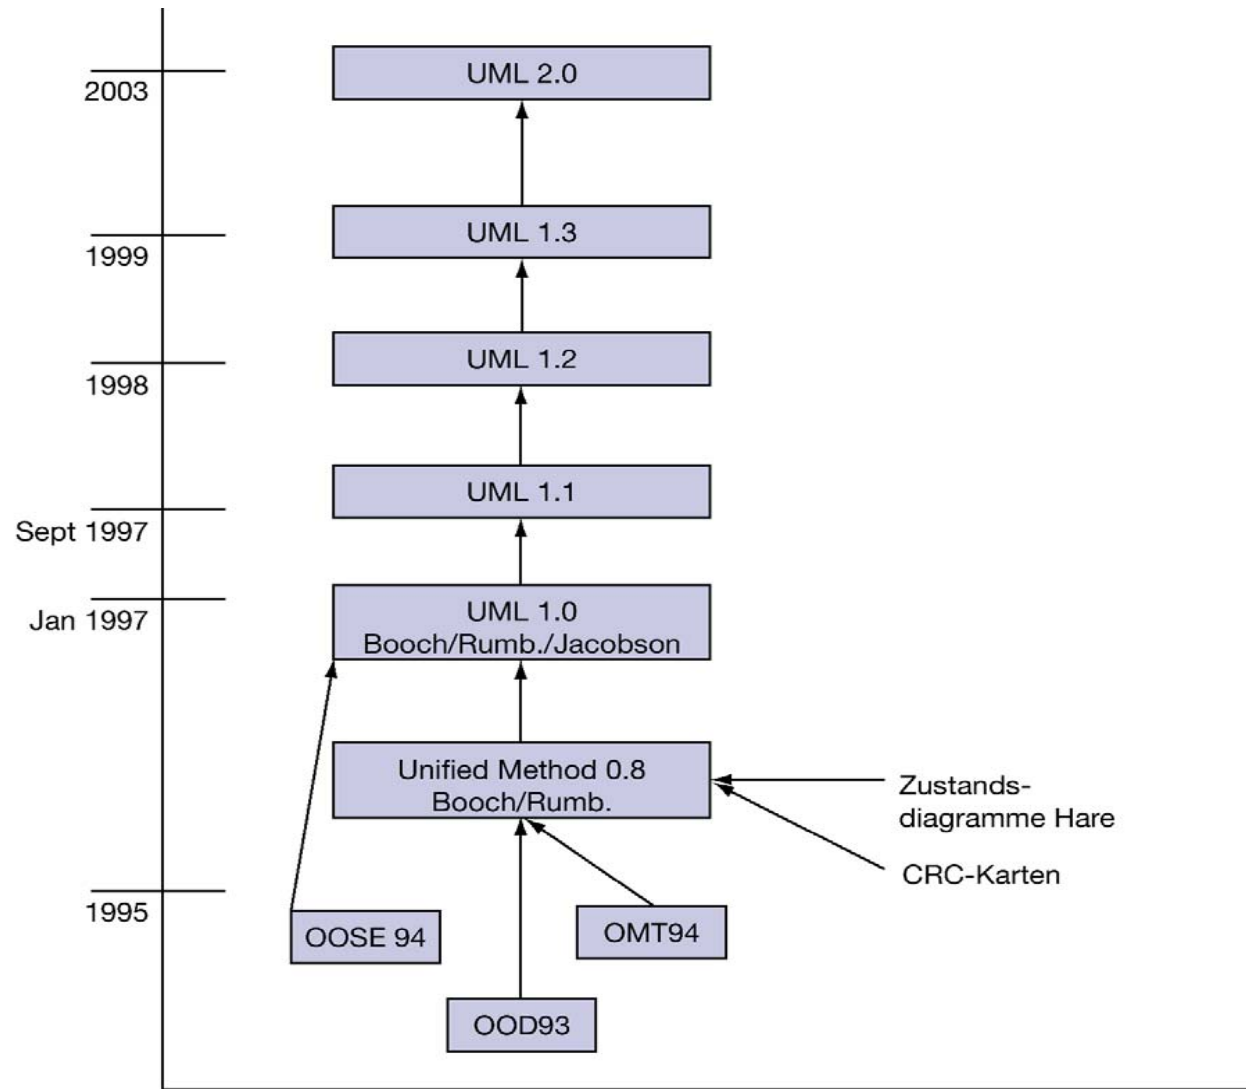 UML 2.0
2003
UML 1.3
1999
UML 1.2
1998
UML 1.1
Sept 1997
UML 1.0
Booch/Rumb./Jacobson
Jan 1997
Unified Method 0.8
Booch/Rumb.
Zustands-
diagramme Hare
CRC-Karten
1995
OOSE 94
OMT94
OOD93